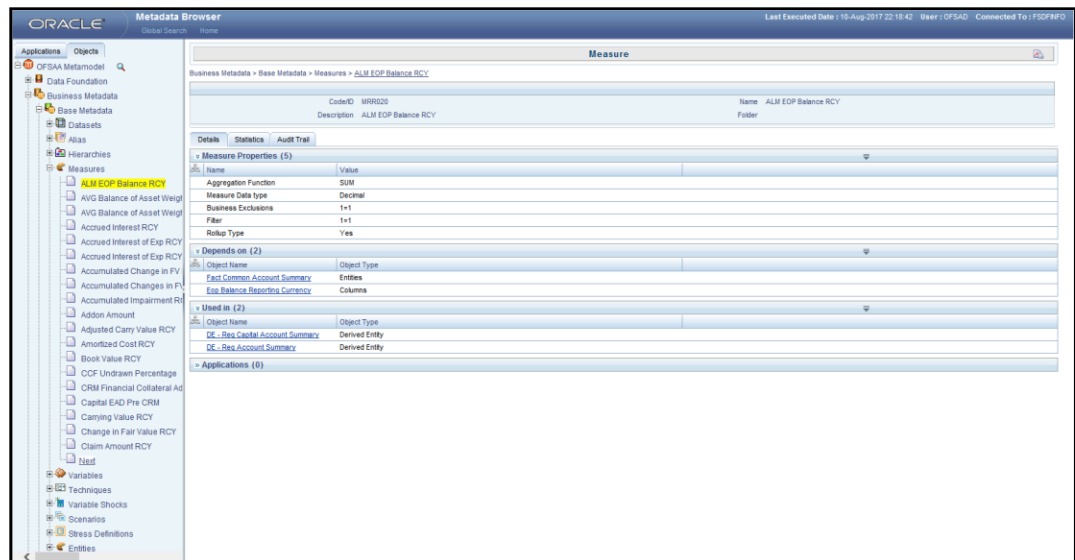 ORACLE
Metadata Browser
Global Search Home
Last Executed Date : 10-Aug-2017 22:18:42 User : OFSAD Connected To : FSDFINFO
Applications Objects
OFSAA Metamodel
Data Foundation
Business Metadata
Base Metadata
Datasets
Alias
Hierarchies
Measures
ALM EOP Balance RCY
AVG Balance of Asset Weigh
AVG Balance of Asset Weigh
Accrued Interest RCY
Accrued Interest of Exp RCY
Accrued Interest of Exp RCY
Accumulated Change in FV
Accumulated Changes in FV
Accumulated Impairment R
Addon Amount
Adjusted Carry Value RCY
Amortized Cost RCY
Book Value RCY
CCF Undrawn Percentage
CRM Financial Collateral Ad
Capital EAD Pre CRM
Carrying Value RCY
Change in Fair Value RCY
Claim Amount RCY
Next
Variables
Techniques
Variable Shocks
Scenarios
Stress Definitions
Entities
Measure
Business Metadata > Base Metadata > Measures > ALM EOP Balance RCY
Code/ID MRR020 Name ALM EOP Balance RCY
Description ALM EOP Balance RCY Folder
Details Statistics Audit Trail
Measure Properties (5)
Name Value
Aggregation Function SUM
Measure Data type Decimal
Business Exclusions 1=1
Filter 1=1
Rollup Type Yes
Depends on (2)
Object Name Object Type
Fact Common Account Summary Entities
Eop Balance Reporting Currency Columns
Used in (2)
Object Name Object Type
DE - Reg Capital Account Summary Derived Entity
DE - Reg Account Summary Derived Entity
Applications (0)